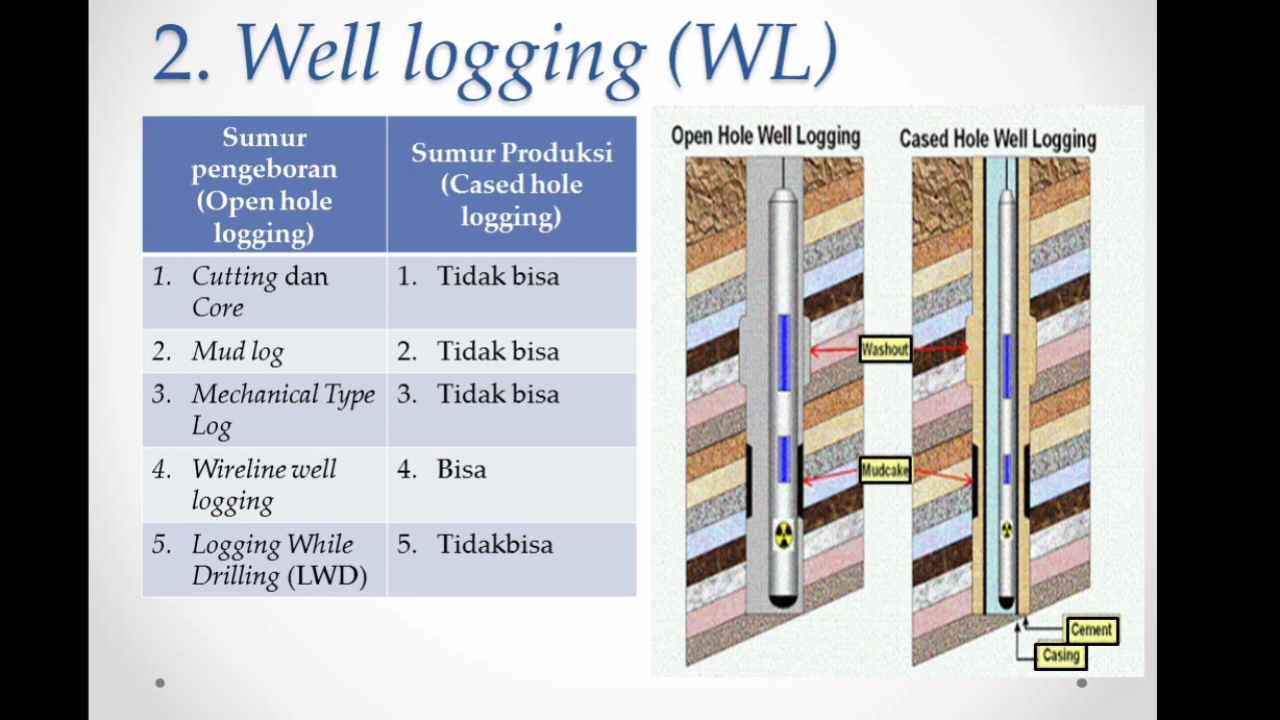 2. Well logging (WL)
Sumur
pengeboran
(Open hole
logging)
Sumur Produksi
(Cased hole
logging)
1. Cutting dan
Core
1. Tidak bisa
2. Mud log
2. Tidak bisa
3. Mechanical Type
Log
3. Tidak bisa
4. Wireline well
logging
4. Bisa
5. Logging While
Drilling (LWD)
5. Tidakbisa
Open Hole Well Logging
Cased Hole Well Logging
Washout
Mudcake
Cement
Casing